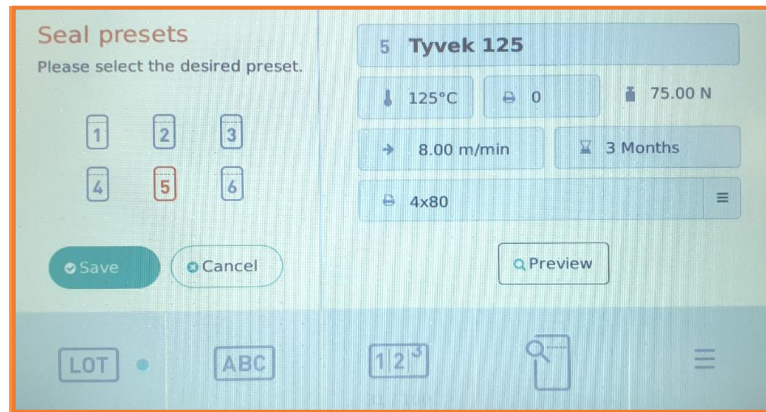 Seal presets
Please select the desired preset.
1 2 3
4 5 6
Save Cancel
5 Tyvek 125
125°C 0 75.00 N
8.00 m/min 3 Months
4x80
Preview
LOT ABC 123